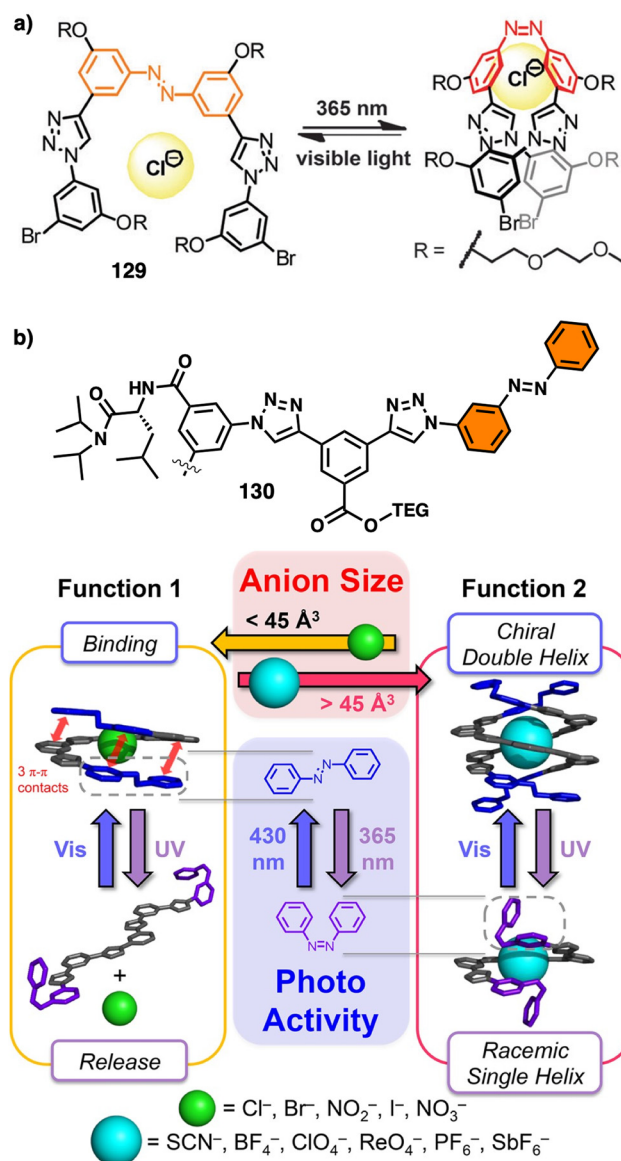 a)
RO
N=N
OR
N=N
RO
Cl⊖
OR
365 nm
visible light
N N N
N N N
Cl⊖
N N N
N N N
RO
OR
Br
OR
RO
Br
Br
Br
129
R =
O
O
b)
O
HN
O
N
N=N
N
N
N=N
N
N
N
O
O
TEG
130
Function 1
Anion Size
Function 2
< 45 Å³
> 45 Å³
Binding
Chiral
Double Helix
3 π-π
contacts
N
N
Vis
UV
430
nm
365
nm
Vis
UV
N=N
+
Photo
Activity
Release
Racemic
Single Helix
= Cl⁻, Br⁻, NO₂⁻, I⁻, NO₃⁻
= SCN⁻, BF₄⁻, ClO₄⁻, ReO₄⁻, PF₆⁻, SbF₆⁻